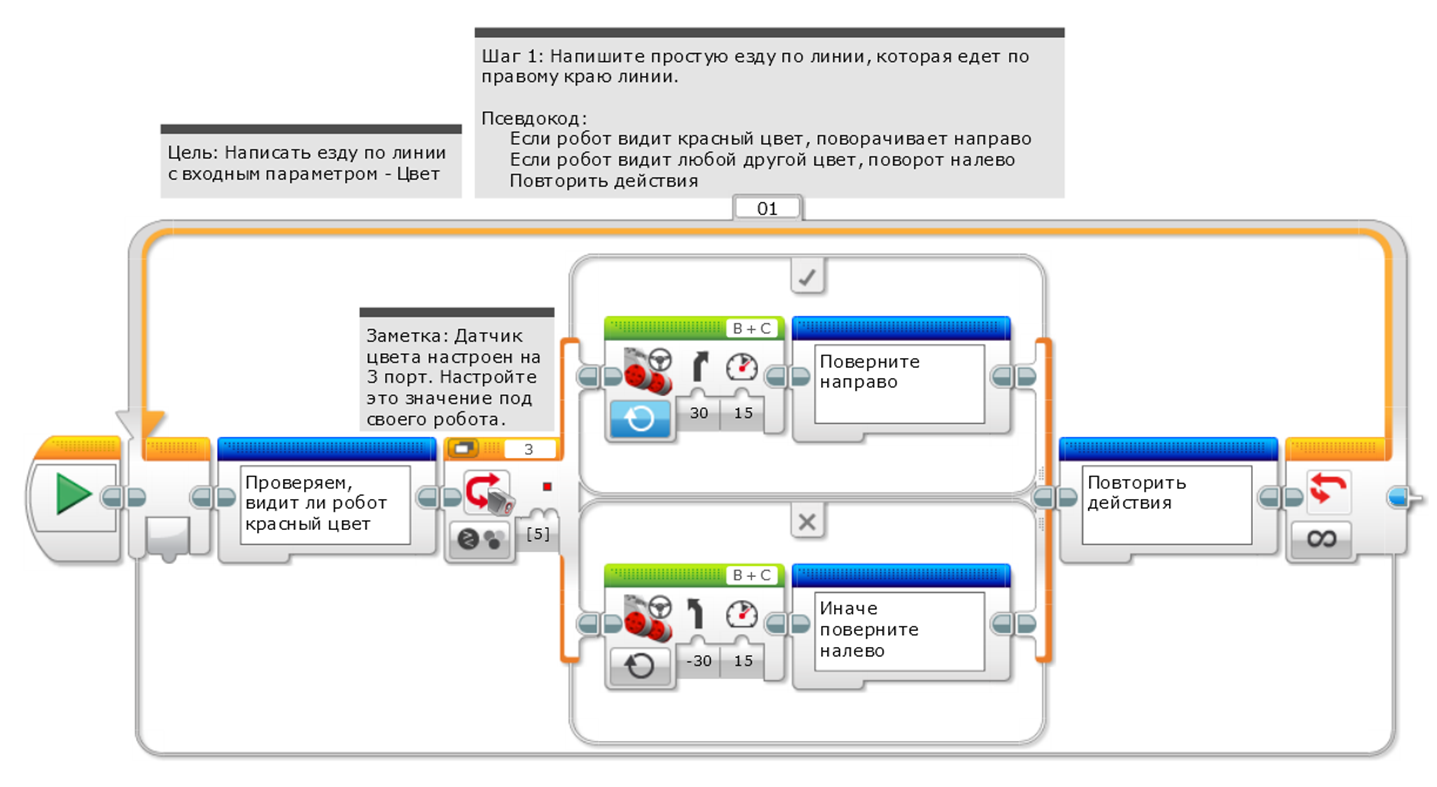 Шаг 1: Напишите простую езду по линии, которая едет по
правому краю линии.
Псевдокод:
Если робот видит красный цвет, поворачивает направо
Если робот видит любой другой цвет, поворот налево
Повторить действия
Цель: Написать езду по линии
с входным параметром - Цвет
01
Заметка: Датчик
цвета настроен на
3 порт. Настройте
это значение под
своего робота.
B + C
Поверните
направо
30
15
3
Проверяем,
видит ли робот
красный цвет
[5]
Повторить
действия
∞
B + C
Иначе
поверните
налево
-30
15